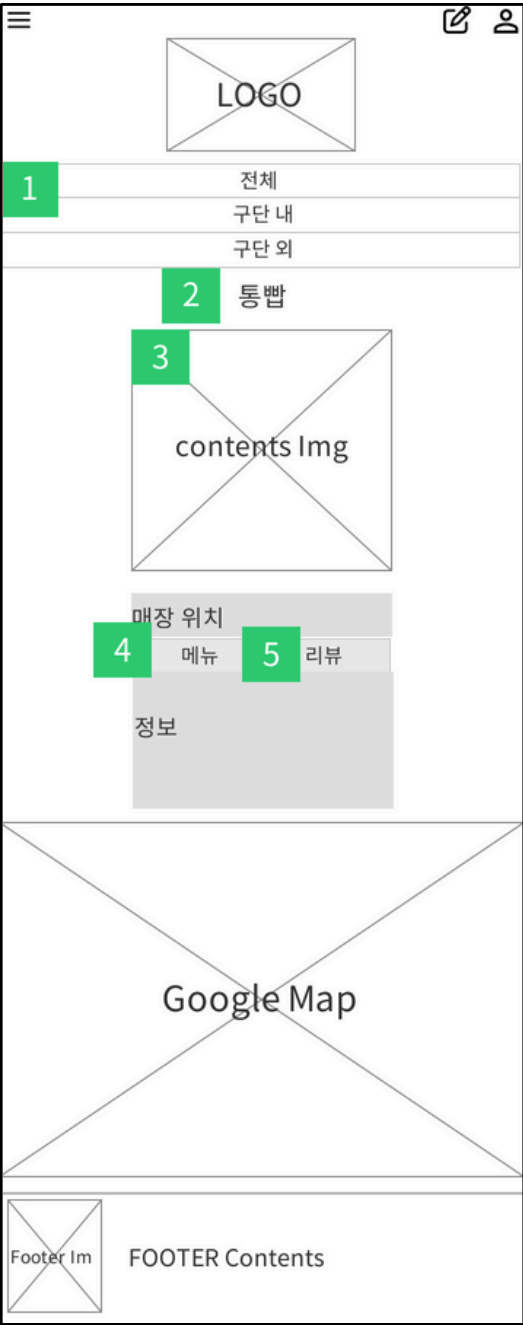 LOGO
1
전체
구단 내
구단 외
2
통빱
3
contents Img
매장 위치
4
메뉴
5
리뷰
정보
Google Map
Footer Im
FOOTER Contents